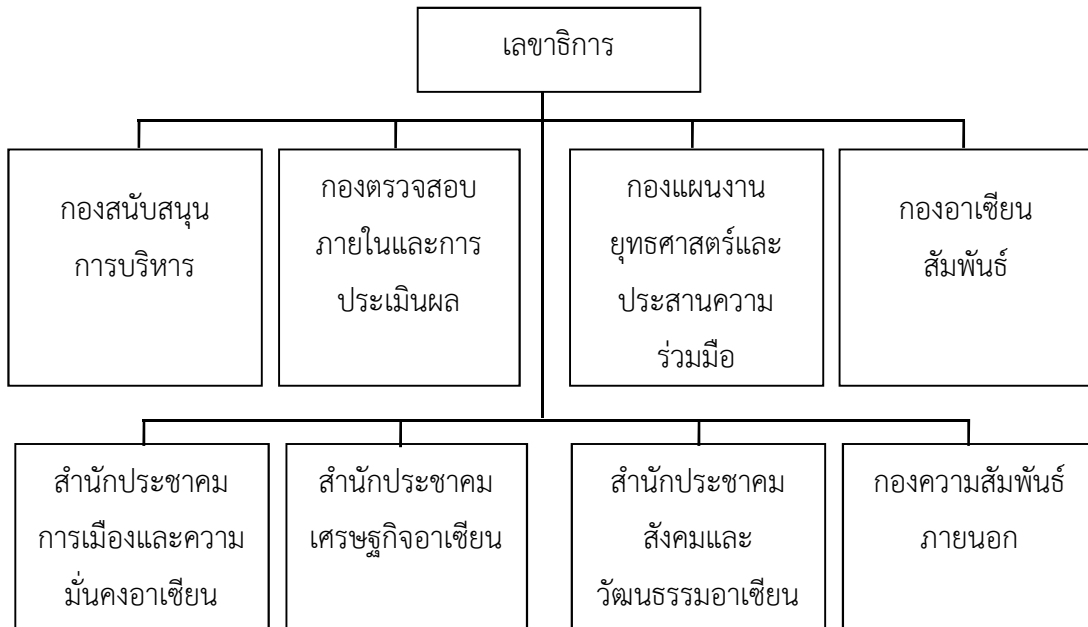 เลขาธิการ
กองสนับสนุน
การบริหาร
กองตรวจสอบ
ภายในและการ
ประเมินผล
กองแผนงาน
ยุทธศาสตร์และ
ประสานความ
ร่วมมือ
กองอาเซียน
สัมพันธ์
สำนักประชาคม
การเมืองและความ
มั่นคงอาเซียน
สำนักประชาคม
เศรษฐกิจอาเซียน
สำนักประชาคม
สังคมและ
วัฒนธรรมอาเซียน
กองความสัมพันธ์
ภายนอก